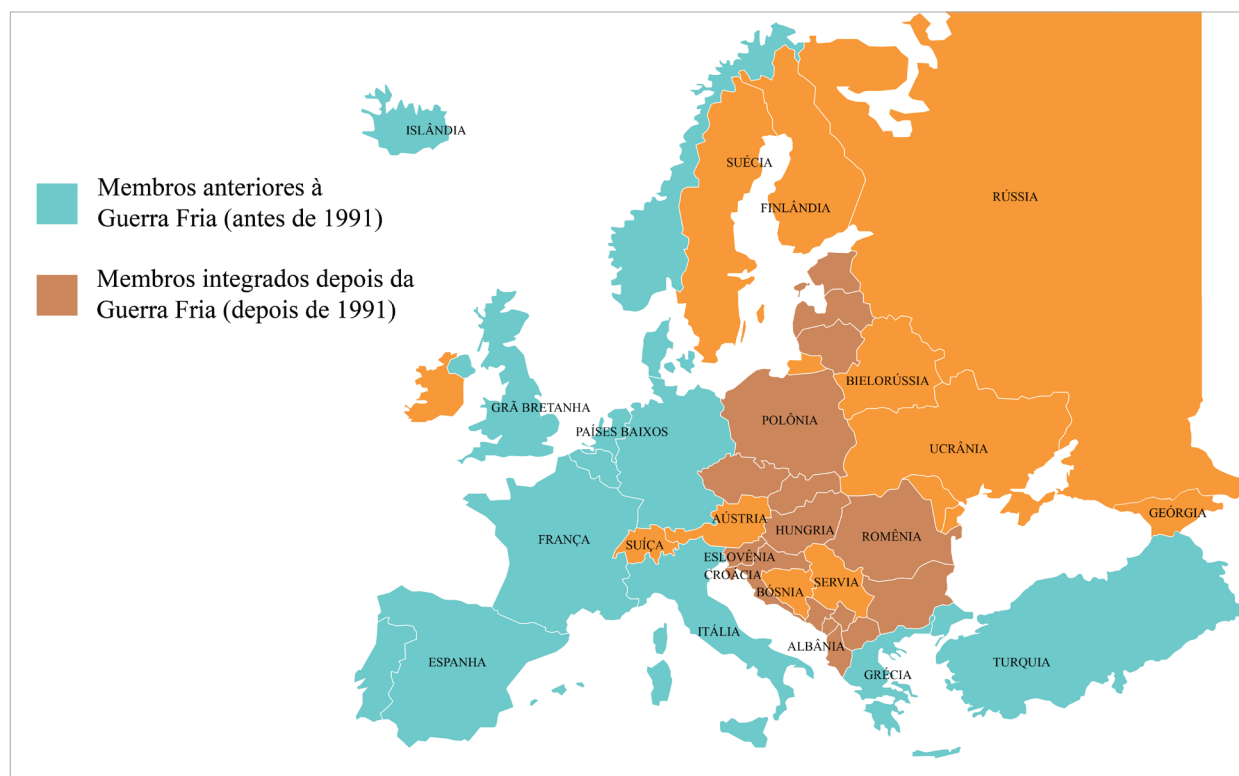 ISLÂNDIA
Membros anteriores à
Guerra Fria (antes de 1991)
Membros integrados depois da
Guerra Fria (depois de 1991)
SUÉCIA
FINLÂNDIA
RÚSSIA
GRÃ BRETANHA
PAÍSES BAIXOS
BIELORÚSSIA
POLÔNIA
UCRÂNIA
GEÓRGIA
AÚSTRIA
HUNGRIA
ROMÊNIA
FRANÇA
SUÍÇA
ESLOVÊNIA
CROÁCIA
BÓSNIA
SERVIA
ITÁLIA
ALBÂNIA
ESPANHA
GRÉCIA
TURQUIA